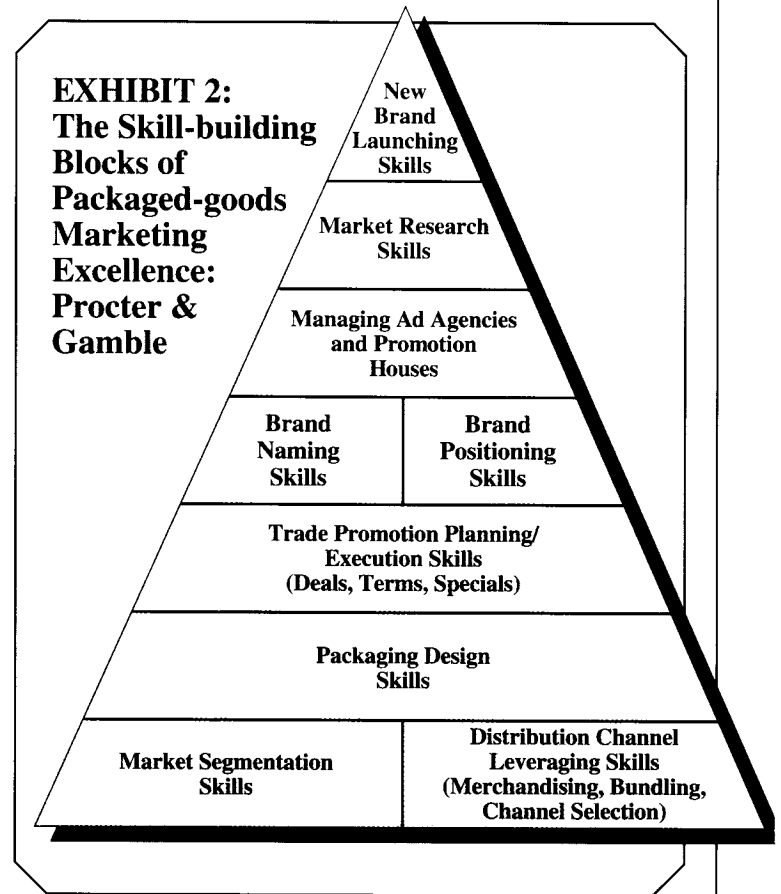 EXHIBIT 2:
The Skill-building
Blocks of
Packaged-goods
Marketing
Excellence:
Procter &
Gamble
New
Brand
Launching
Skills
Market Research
Skills
Managing Ad Agencies
and Promotion
Houses
Brand
Naming
Skills
Brand
Positioning
Skills
Trade Promotion Planning/
Execution Skills
(Deals, Terms, Specials)
Packaging Design
Skills
Market Segmentation
Skills
Distribution Channel
Leveraging Skills
(Merchandising, Bundling,
Channel Selection)